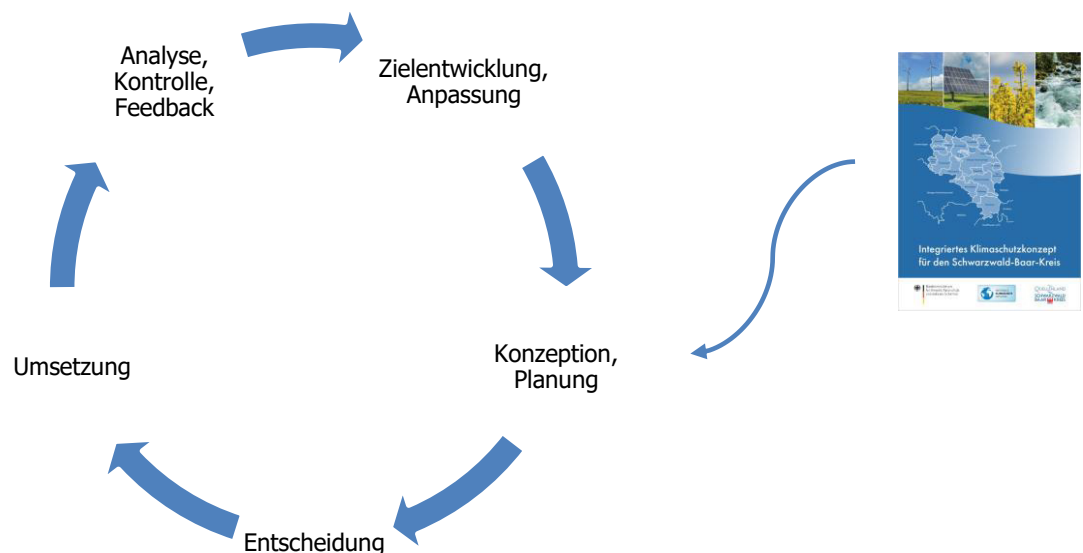 Analyse,
Kontrolle,
Feedback
Zielentwicklung,
Anpassung
Konzeption,
Planung
Entscheidung
Umsetzung
Integriertes Klimaschutzkonzept
für den Schwarzwald-Baar-Kreis